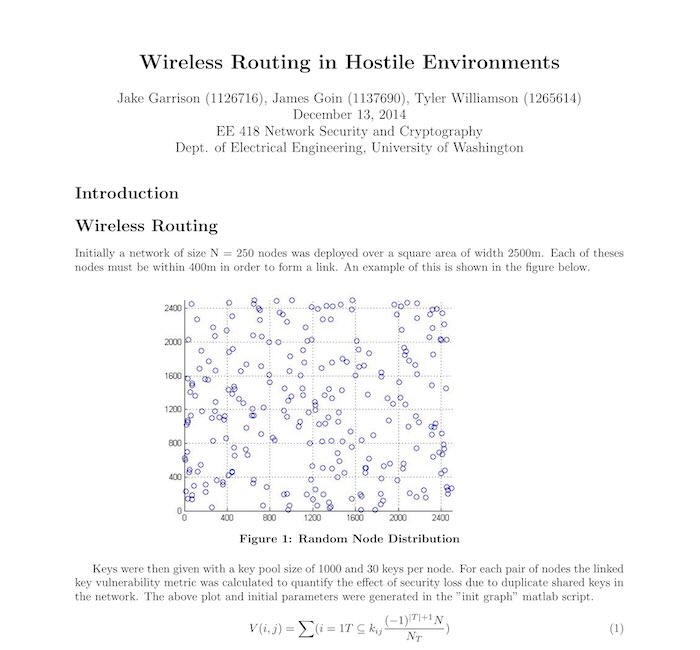 Wireless Routing in Hostile Environments
Jake Garrison (1126716), James Goin (1137690), Tyler Williamson (1265614)
December 13, 2014
EE 418 Network Security and Cryptography
Dept. of Electrical Engineering, University of Washington
Introduction
Wireless Routing
Initially a network of size N = 250 nodes was deployed over a square area of width 2500m. Each of theses
nodes must be within 400m in order to form a link. An example of this is shown in the figure below.
2400
2000
1600
1200
800
400
0
0 400 800 1200 1600 2000 2400
Figure 1: Random Node Distribution
Keys were then given with a key pool size of 1000 and 30 keys per node. For each pair of nodes the linked
key vulnerability metric was calculated to quantify the effect of security loss due to duplicate shared keys in
the network. The above plot and initial parameters were generated in the "init graph" matlab script.
V(i, j) = ∑(i = 1T ⊆ k_{ij} \frac{(-1)^{|T|+1} N}{N_T}) (1)